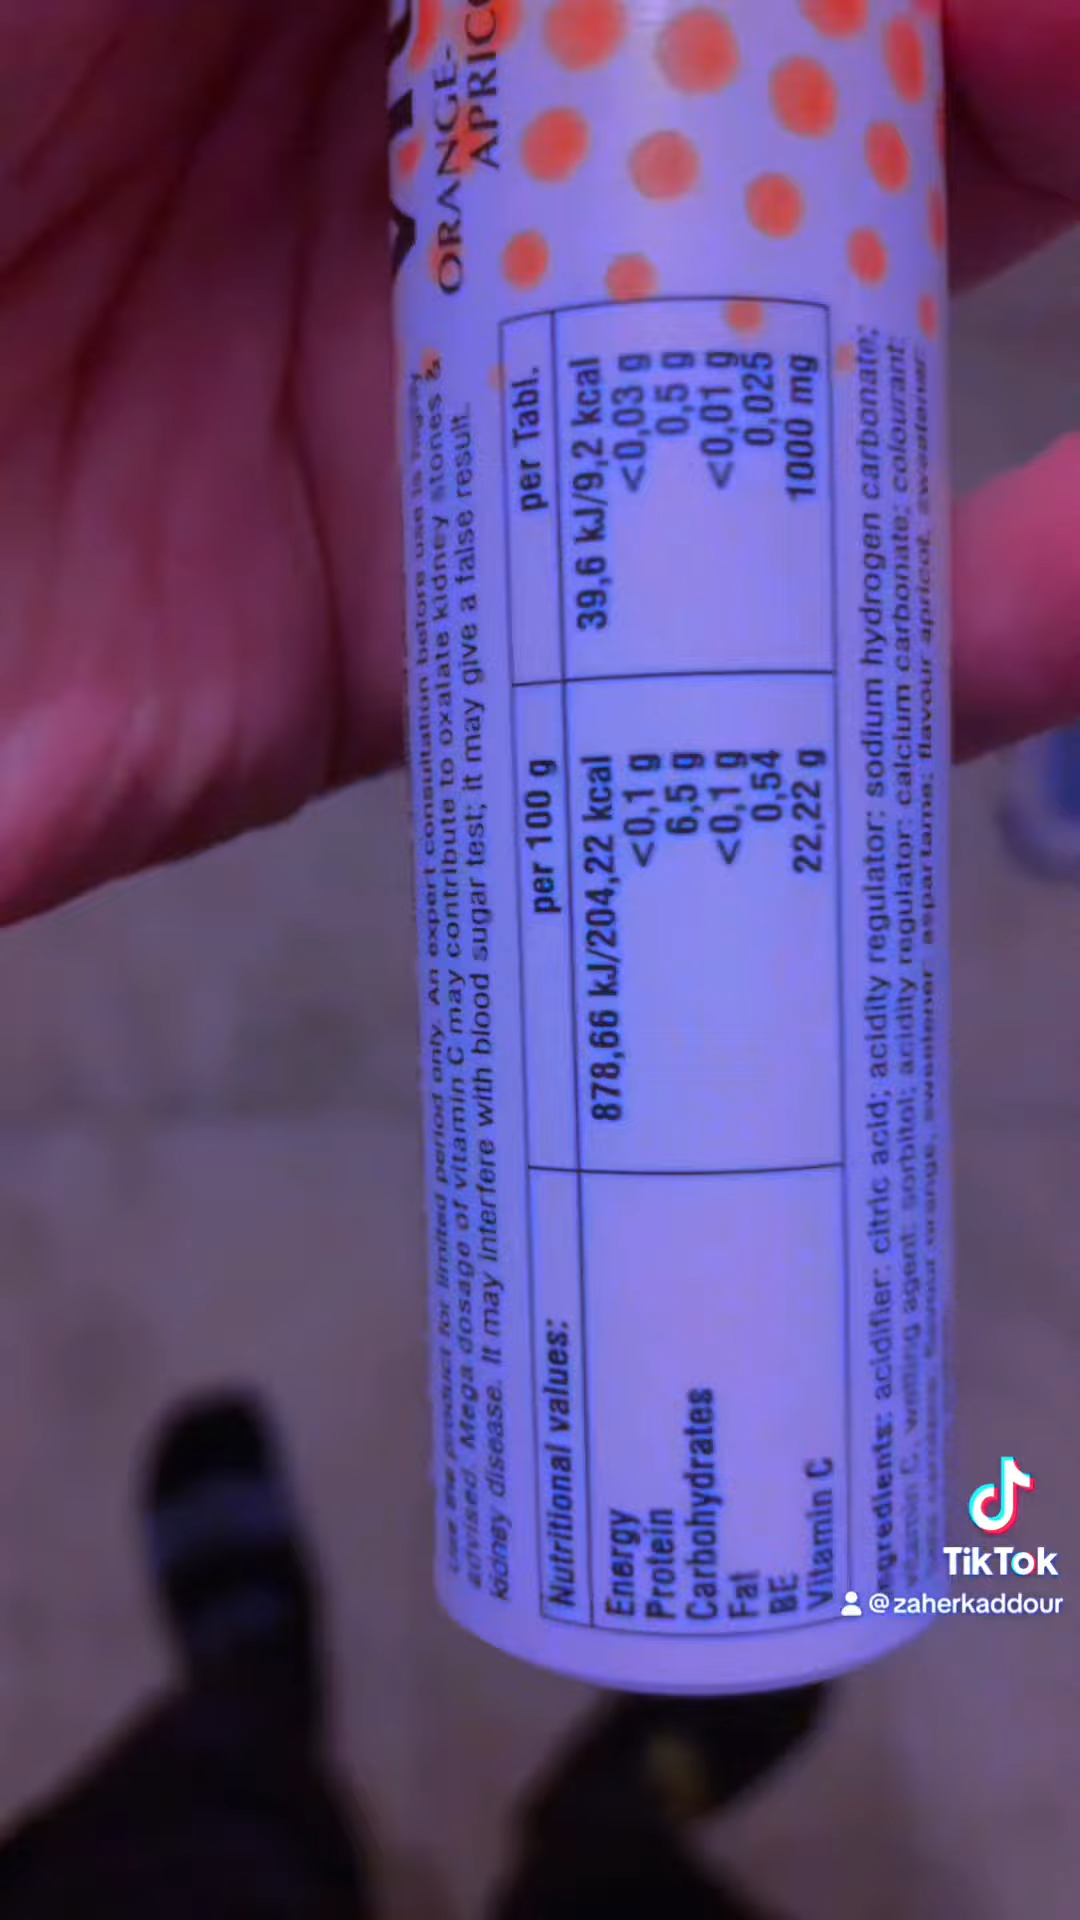 ORANGE-
APRIC
use the product for limited period only. An expert consultation before use is
advised. Mega dosage of vitamin C may contribute to oxalate kidney stones &
kidney disease. It may interfere with blood sugar test; it may give a false result.
Nutritional values: per 100 g per Tabl.
Energy 878,66 kJ/204,22 kcal 39,6 kJ/9,2 kcal
Protein <0,1 g <0,03 g
Carbohydrates 6,5 g 0,5 g
Fat <0,1 g <0,01 g
BE 0,54 0,025
Vitamin C 22,22 g 1000 mg
Ingredients: acidifier: citric acid; acidity regulator: sodium hydrogen carbonate;
vitamin C, agent: sorbitol; acidity regulator: calcium carbonate; colourant:
sweetener: aspartame; flavour apricot, sweetener
TikTok
@zaherkaddour